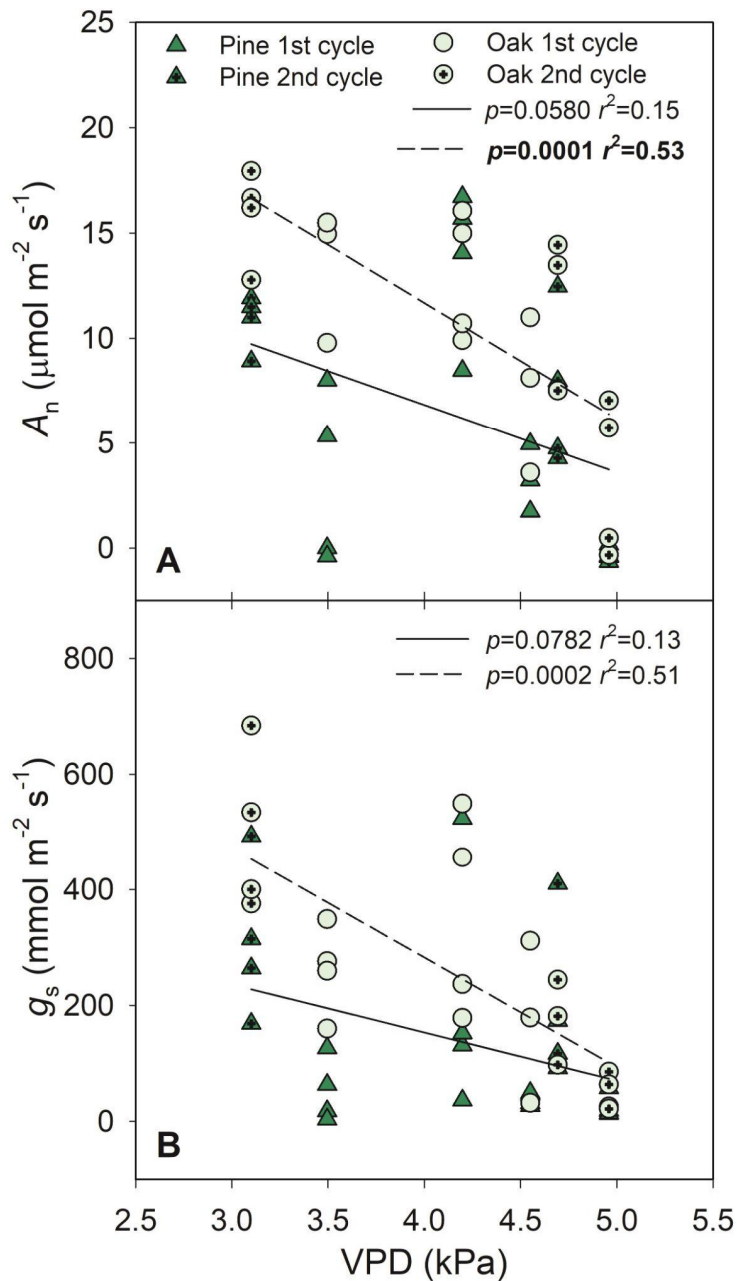 Pine 1st cycle Oak 1st cycle
Pine 2nd cycle Oak 2nd cycle
p=0.0580 r²=0.15
p=0.0001 r²=0.53
25
20
15
10
5
0
Aₙ (μmol m⁻² s⁻¹)
A
p=0.0782 r²=0.13
p=0.0002 r²=0.51
800
600
400
200
0
gₛ (mmol m⁻² s⁻¹)
B
2.5 3.0 3.5 4.0 4.5 5.0 5.5
VPD (kPa)